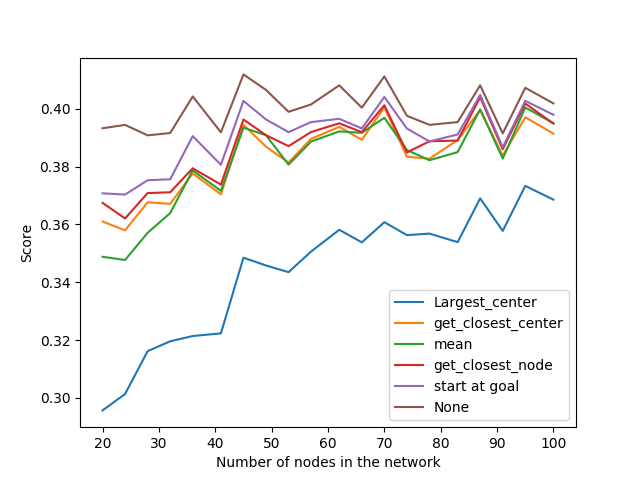 0.40
0.38
0.36
0.34
0.32
0.30
Score
20 30 40 50 60 70 80 90 100
Number of nodes in the network
Largest_center
get_closest_center
mean
get_closest_node
start at goal
None